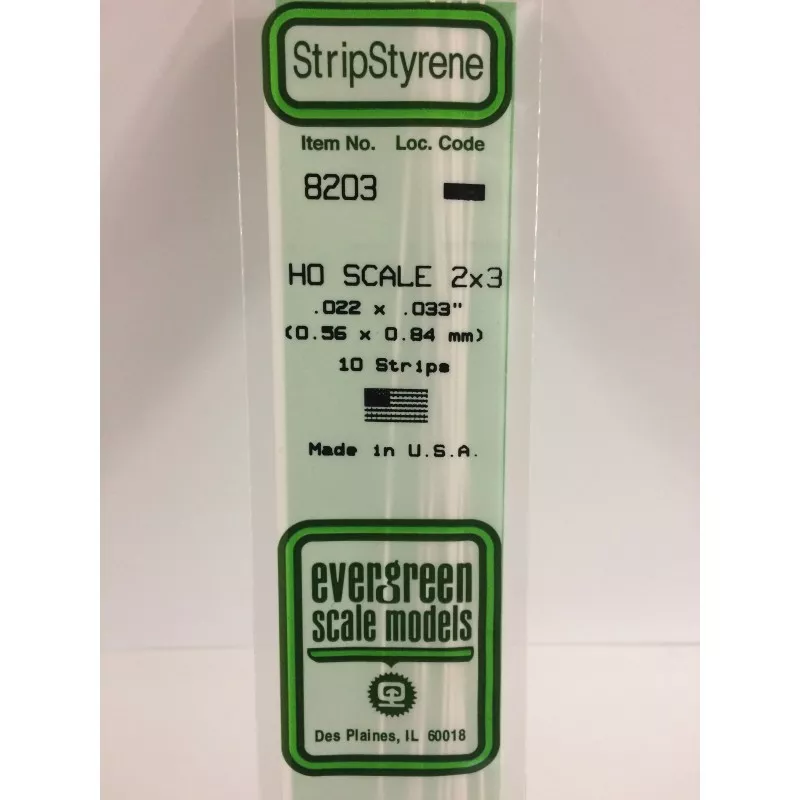 StripStyrene
Item No. Loc. Code
8203
HO SCALE 2x3
.022 x .033"
(0.56 x 0.84 mm)
10 Strips
Made in U.S.A.
evergreen
scale models
Des Plaines, IL 60018